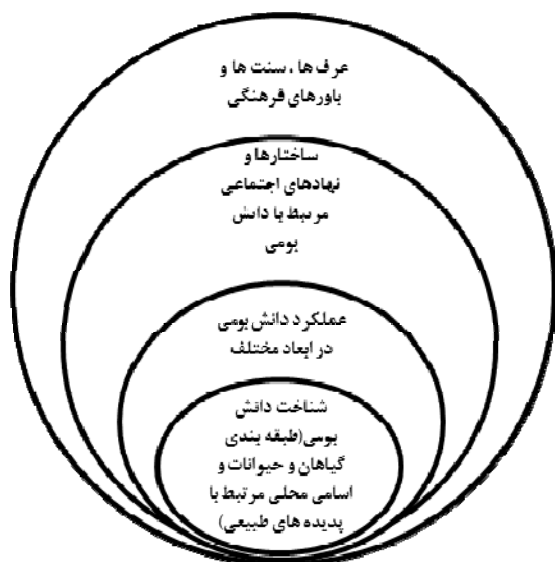 عرف ها ، سنت ها و
باورهای فرهنگی
ساختارها و
نهادهای اجتماعی
مرتبط با دانش
بومی
عملکرد دانش بومی
در ابعاد مختلف
شناخت دانش
بومی(طبقه بندی
گیاهان و حیوانات و
اسامی محلی مرتبط با
پدیده های طبیعی)